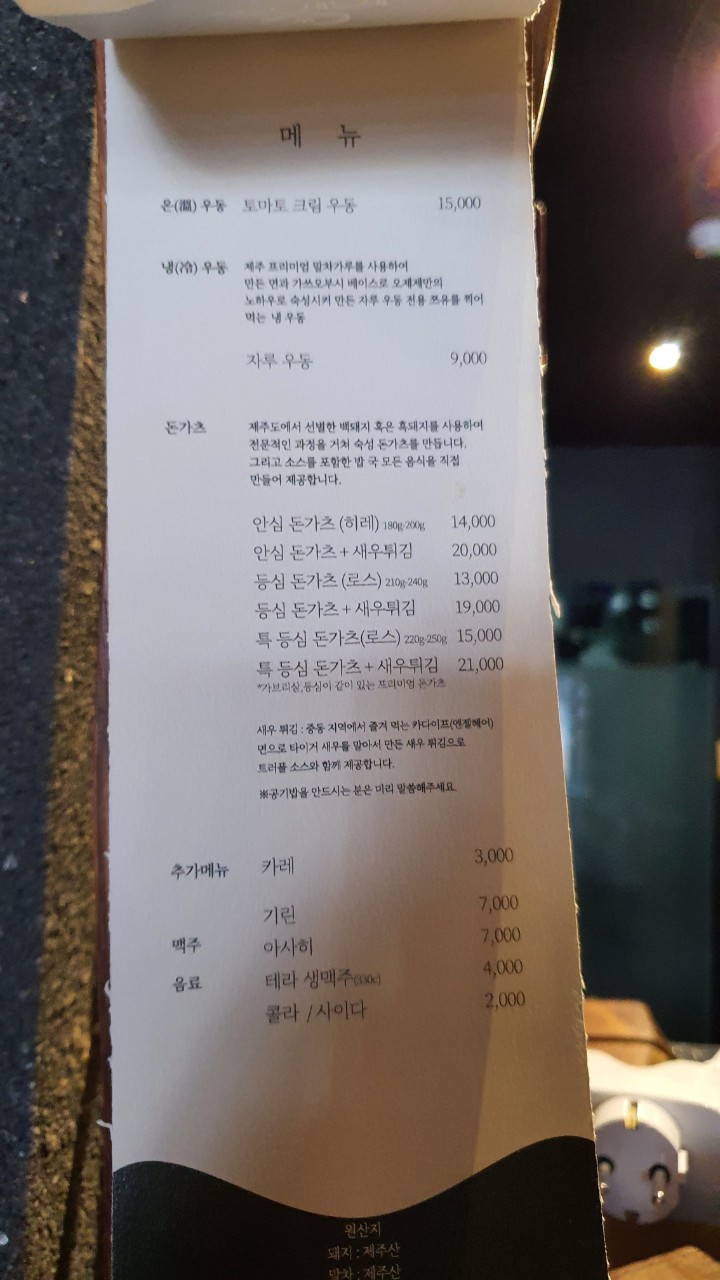 메 뉴
온(溫) 우동 토마토 크림 우동 15,000
냉(冷) 우동 제주 프리미엄 말차가루를 사용하여
만든 면과 가쓰오부시 베이스로 오제제만의
노하우로 숙성시켜 만든 자루 우동 전용 쯔유를 찍어
먹는 냉 우동
자루 우동 9,000
돈가츠 제주도에서 선별한 백돼지 혹은 흑돼지를 사용하여
전문적인 과정을 거쳐 숙성 돈가츠를 만듭니다.
그리고 소스를 포함한 밥 국 모든 음식을 직접
만들어 제공합니다.
안심 돈가츠 (히레) 180g-200g 14,000
안심 돈가츠 + 새우튀김 20,000
등심 돈가츠 (로스) 210g-240g 13,000
등심 돈가츠 + 새우튀김 19,000
특 등심 돈가츠(로스) 220g-250g 15,000
특 등심 돈가츠 + 새우튀김 21,000
*가브리살,등심이 같이 있는 프리미엄 돈가츠
새우 튀김 : 중동 지역에서 즐겨 먹는 카다이프(엔젤헤어)
면으로 타이거 새우를 말아서 만든 새우 튀김으로
트러플 소스와 함께 제공합니다.
※공기밥을 안드시는 분은 미리 말씀해주세요.
추가메뉴 카레 3,000
기린 7,000
맥주 아사히 7,000
음료 테라 생맥주(330c) 4,000
콜라 / 사이다 2,000
원산지
돼지 : 제주산
말차 : 제주산